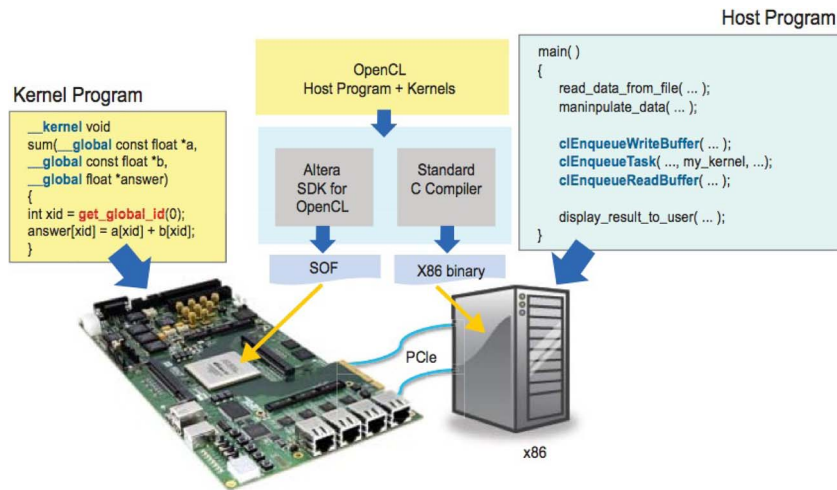 Host Program
Kernel Program
__kernel void
sum(__global const float *a,
__global const float *b,
__global float *answer)
{
int xid = get_global_id(0);
answer[xid] = a[xid] + b[xid];
}
OpenCL
Host Program + Kernels
Altera
SDK for
OpenCL
Standard
C Compiler
SOF
X86 binary
main( )
{
read_data_from_file( ... );
maninpulate_data( ... );
clEnqueueWriteBuffer( ... );
clEnqueueTask( ..., my_kernel, ...);
clEnqueueReadBuffer( ... );
display_result_to_user( ... );
}
PCIe
x86